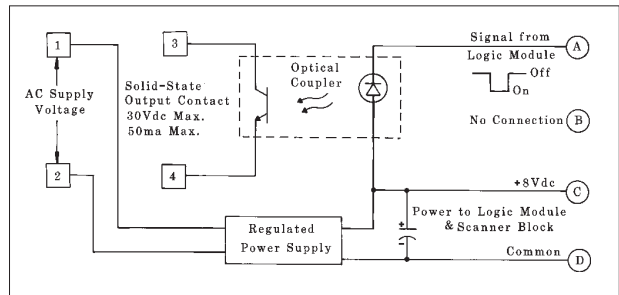 1
AC Supply
Voltage
2
3
Solid-State
Output Contact
30Vdc Max.
50ma Max.
4
Optical
Coupler
Signal from
Logic Module
Off
On
A
No Connection
B
+8Vdc
C
Power to Logic Module
& Scanner Block
+
-
Common
D
Regulated
Power Supply